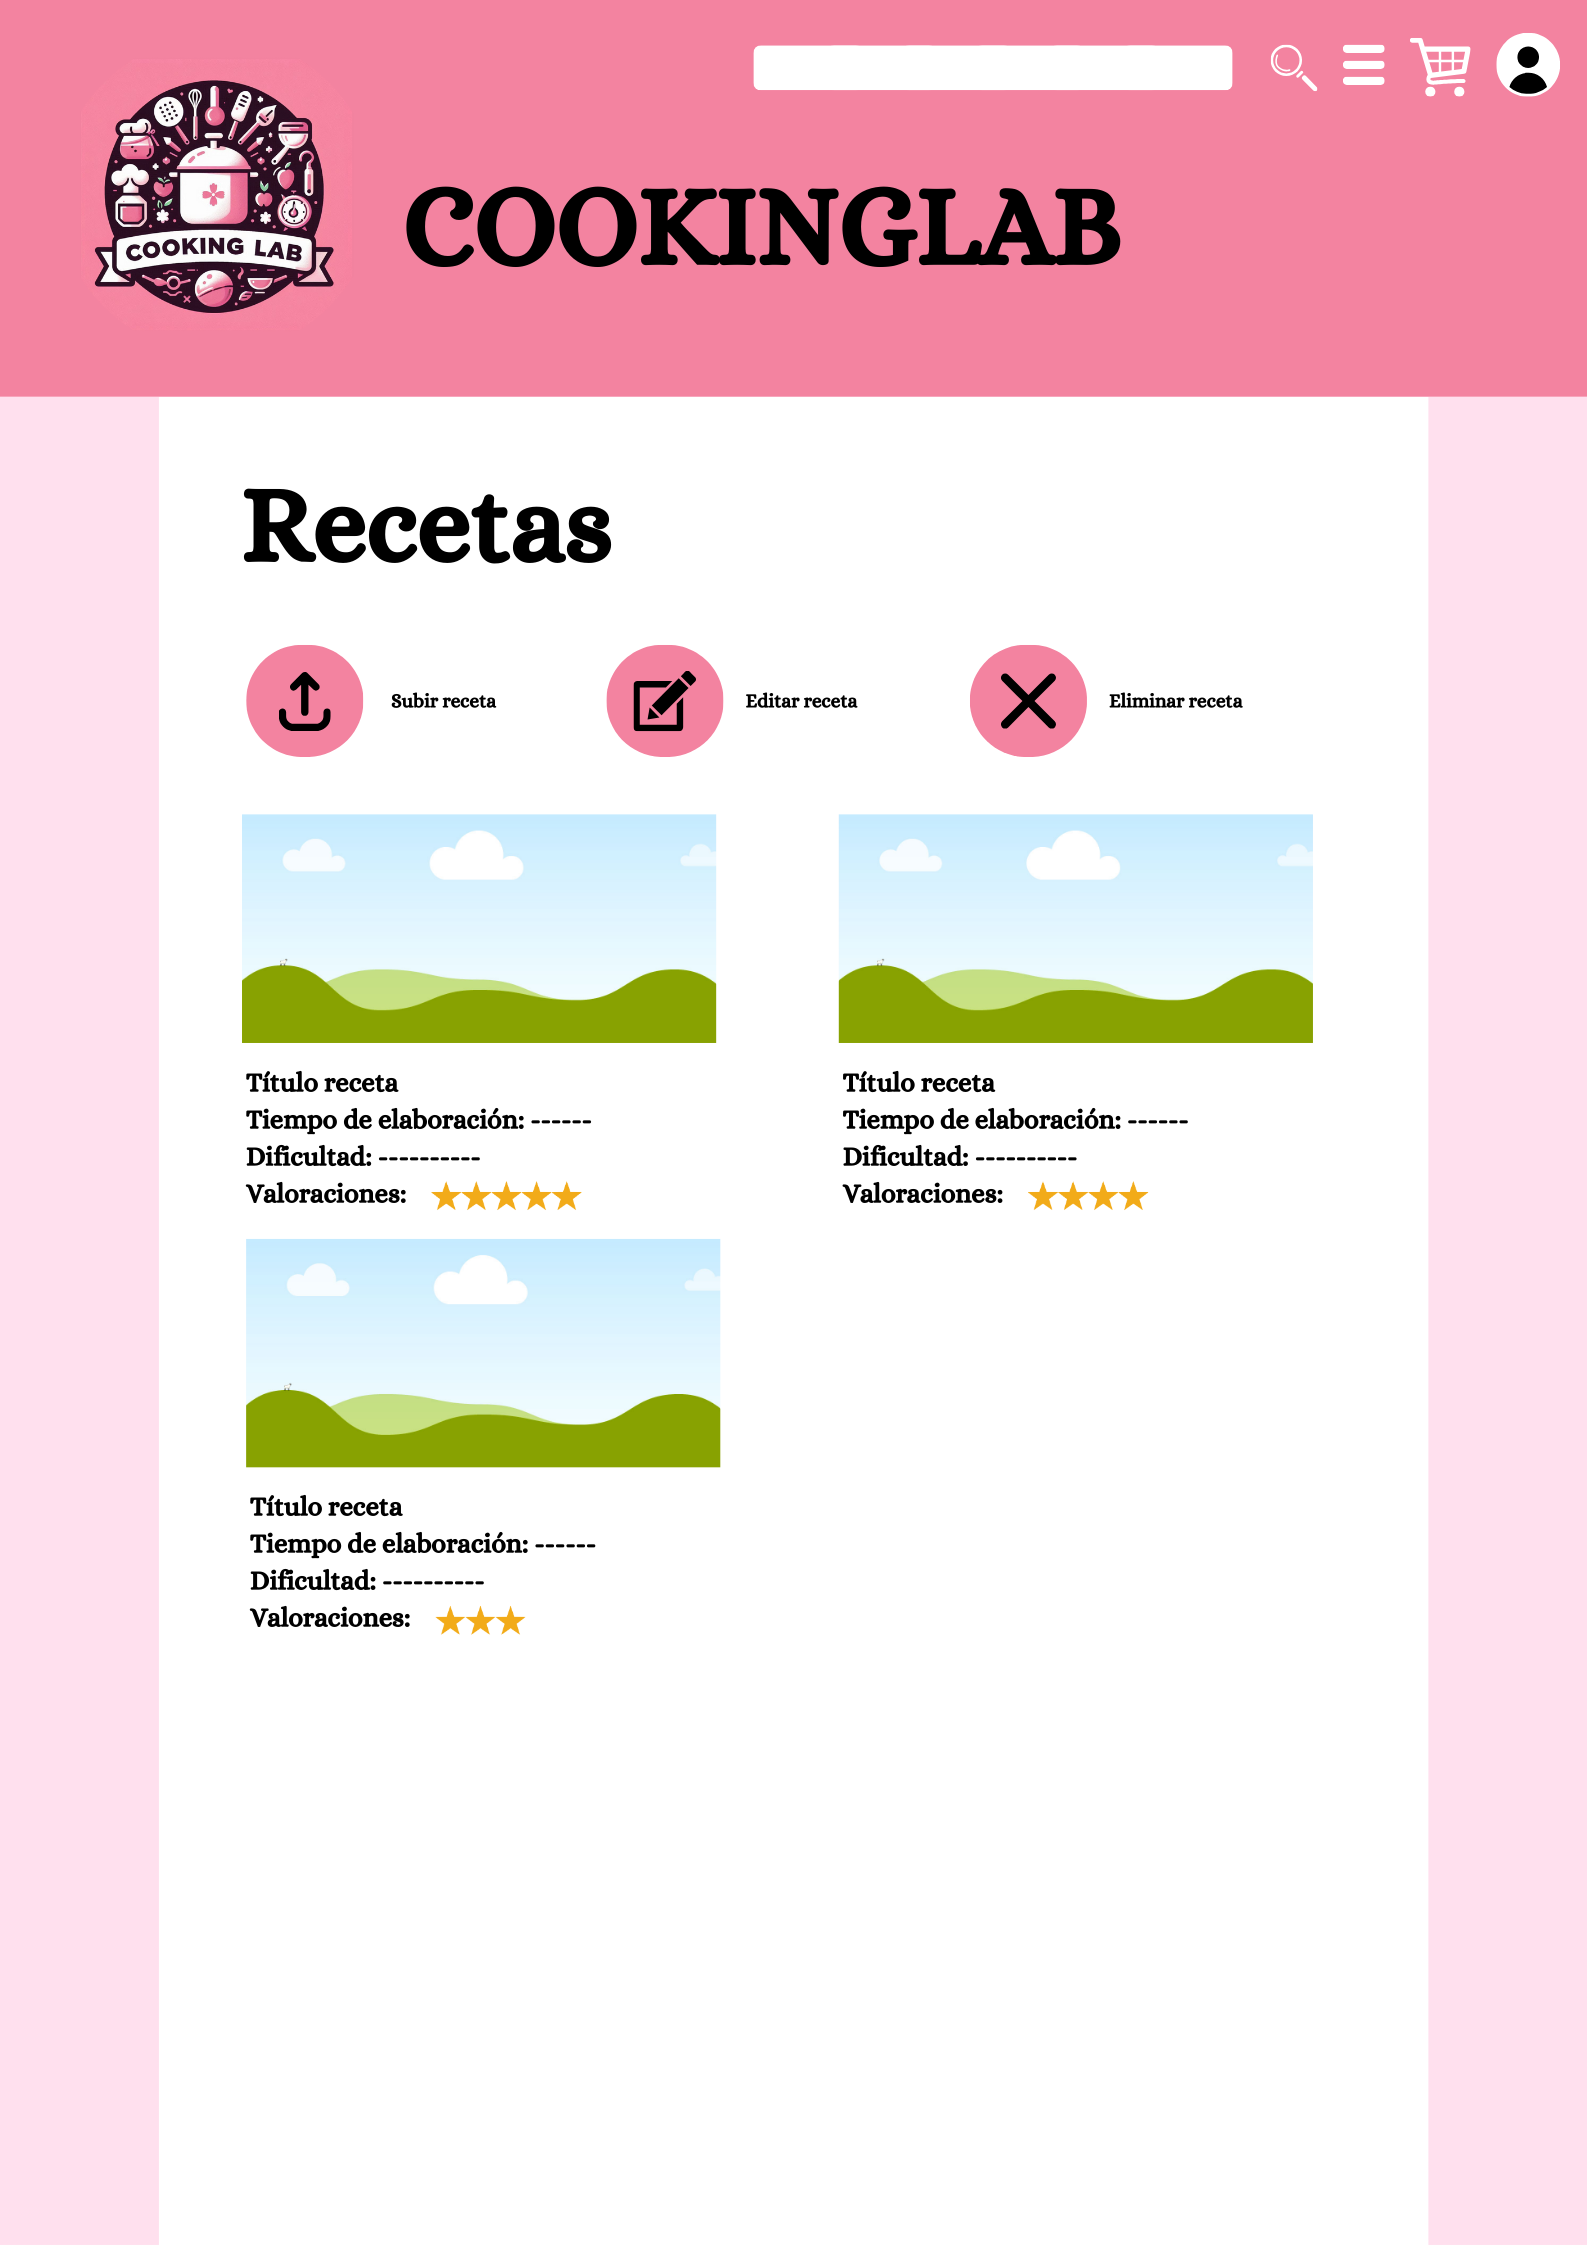 COOKING LAB
COOKINGLAB
Recetas
Subir receta
Editar receta
Eliminar receta
Título receta
Tiempo de elaboración: ------
Dificultad: ----------
Valoraciones:
Título receta
Tiempo de elaboración: ------
Dificultad: ----------
Valoraciones:
Título receta
Tiempo de elaboración: ------
Dificultad: ----------
Valoraciones: